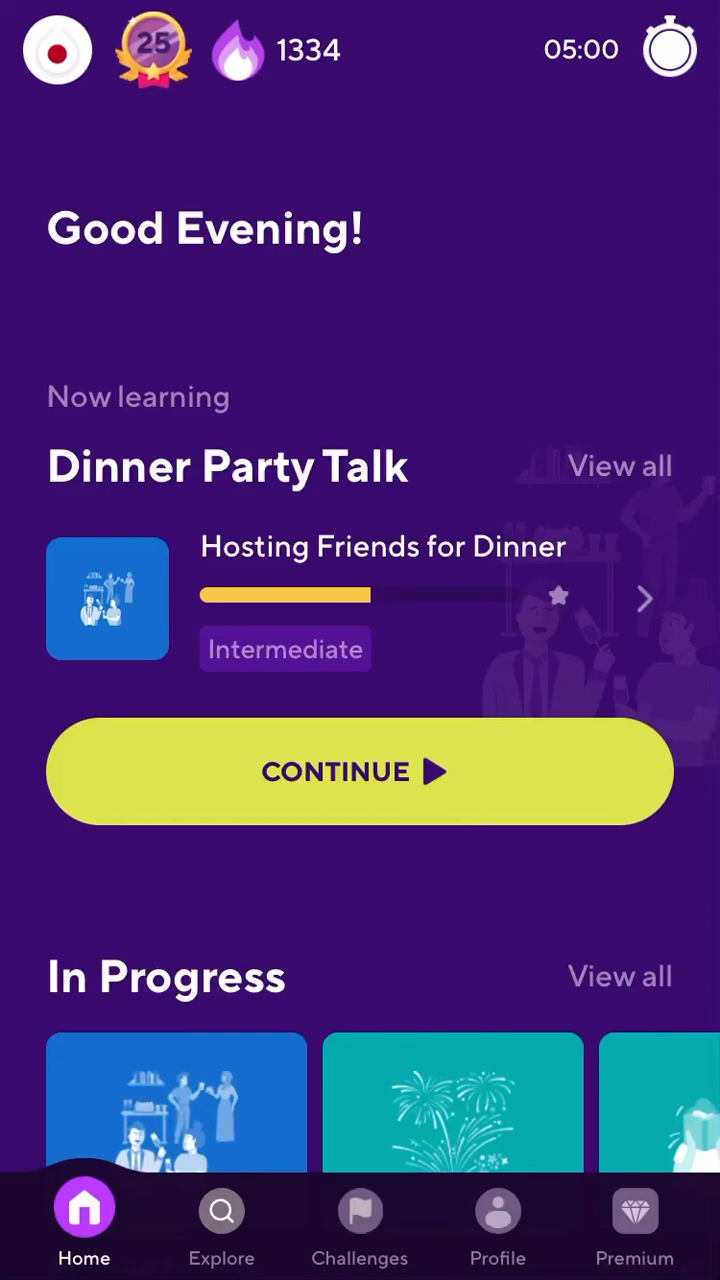 25
1334
05:00
Good Evening!
Now learning
Dinner Party Talk
View all
Hosting Friends for Dinner
Intermediate
CONTINUE
In Progress
View all
Home
Explore
Challenges
Profile
Premium